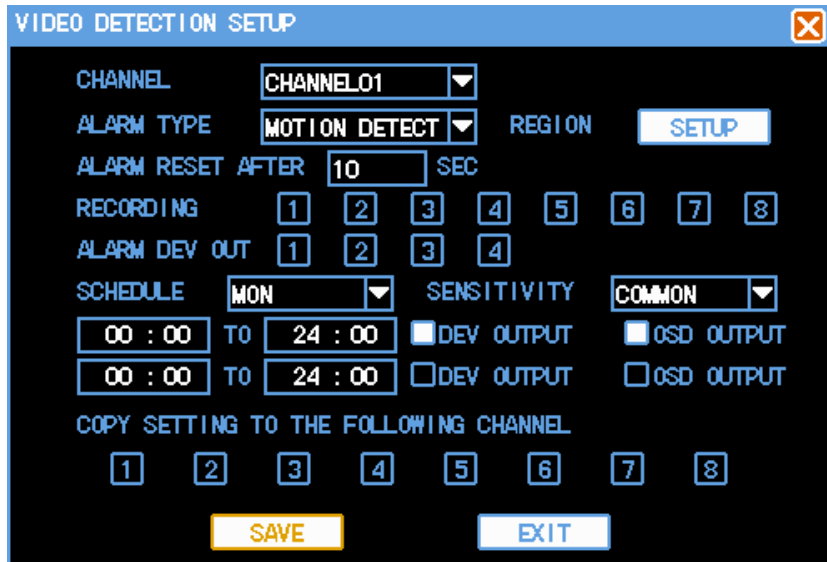 VIDEO DETECTION SETUP
CHANNEL CHANNEL01
ALARM TYPE MOTION DETECT REGION SETUP
ALARM RESET AFTER 10 SEC
RECORDING 1 2 3 4 5 6 7 8
ALARM DEV OUT 1 2 3 4
SCHEDULE MON SENSITIVITY COMMON
00 : 00 TO 24 : 00 DEV OUTPUT OSD OUTPUT
00 : 00 TO 24 : 00 DEV OUTPUT OSD OUTPUT
COPY SETTING TO THE FOLLOWING CHANNEL
1 2 3 4 5 6 7 8
SAVE EXIT